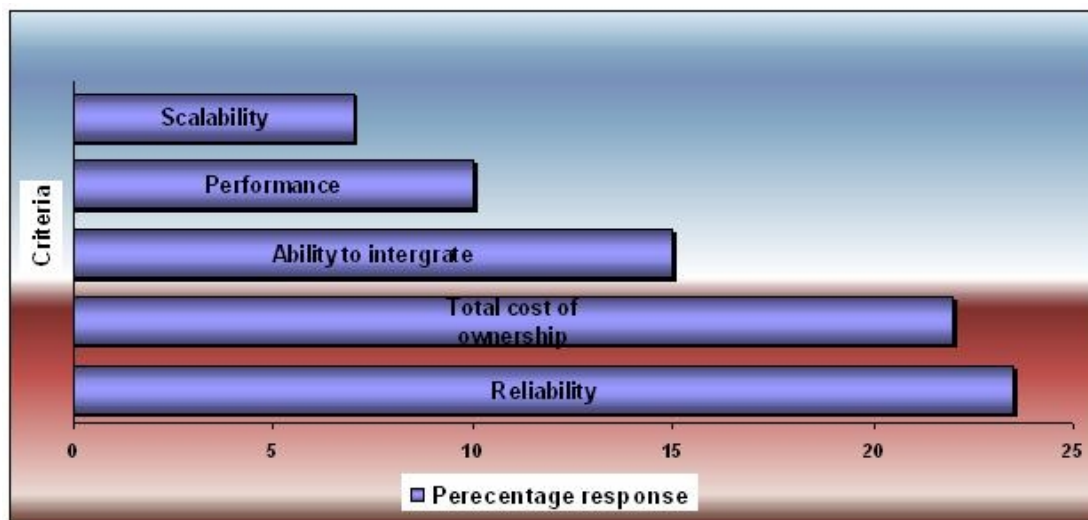 Scalability
Performance
Ability to intergrate
Total cost of
ownership
Reliability
Criteria
0 5 10 15 20 25
Perecentage response